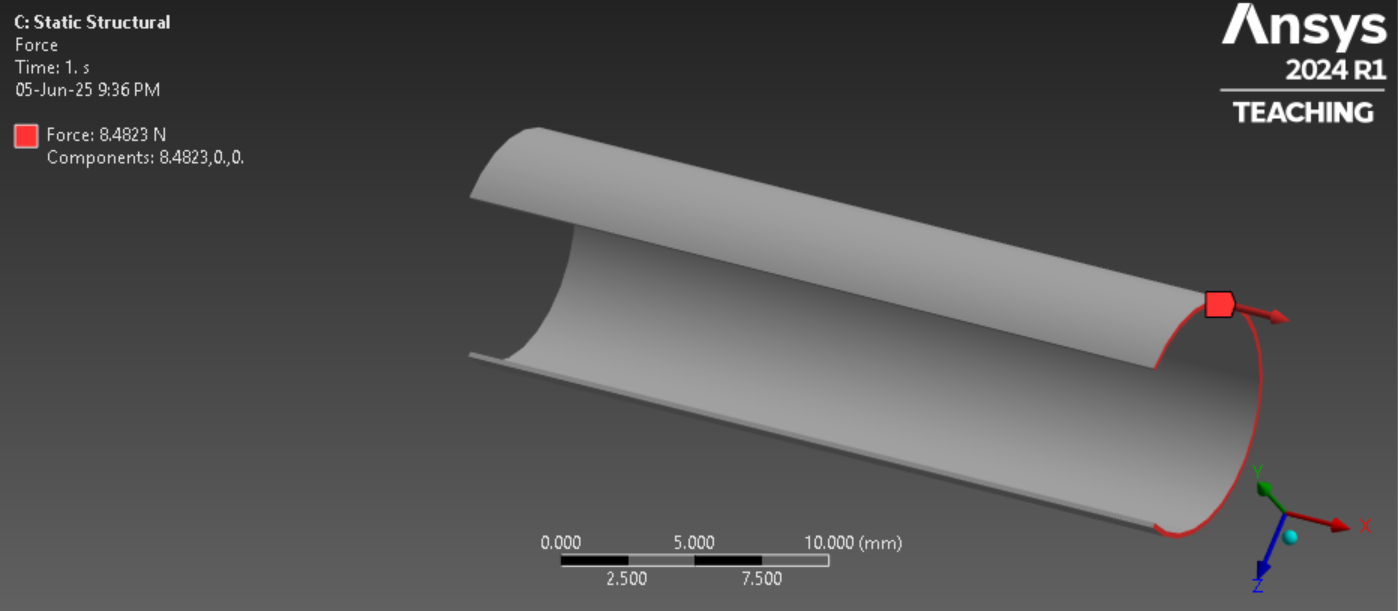 C: Static Structural
Force
Time: 1. s
05-Jun-25 9:36 PM
Force: 8.4823 N
Components: 8.4823,0.,0.
Ansys
2024 R1
TEACHING
0.000 5.000 10.000 (mm)
2.500 7.500
Y
X
Z